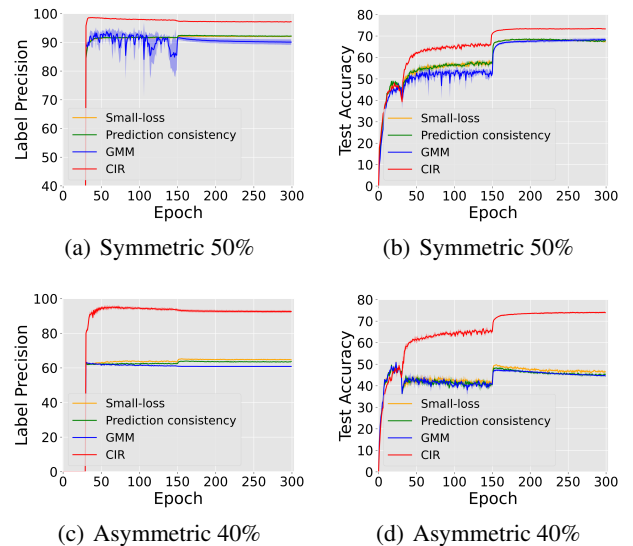 Label Precision
100
90
80
70
60
50
40
Small-loss
Prediction consistency
GMM
CIR
0 50 100 150 200 250 300
Epoch
(a) Symmetric 50%
Test Accuracy
80
70
60
50
40
30
20
10
0
Small-loss
Prediction consistency
GMM
CIR
0 50 100 150 200 250 300
Epoch
(b) Symmetric 50%
Label Precision
100
80
60
40
20
0
Small-loss
Prediction consistency
GMM
CIR
0 50 100 150 200 250 300
Epoch
(c) Asymmetric 40%
Test Accuracy
80
70
60
50
40
30
20
10
0
Small-loss
Prediction consistency
GMM
CIR
0 50 100 150 200 250 300
Epoch
(d) Asymmetric 40%